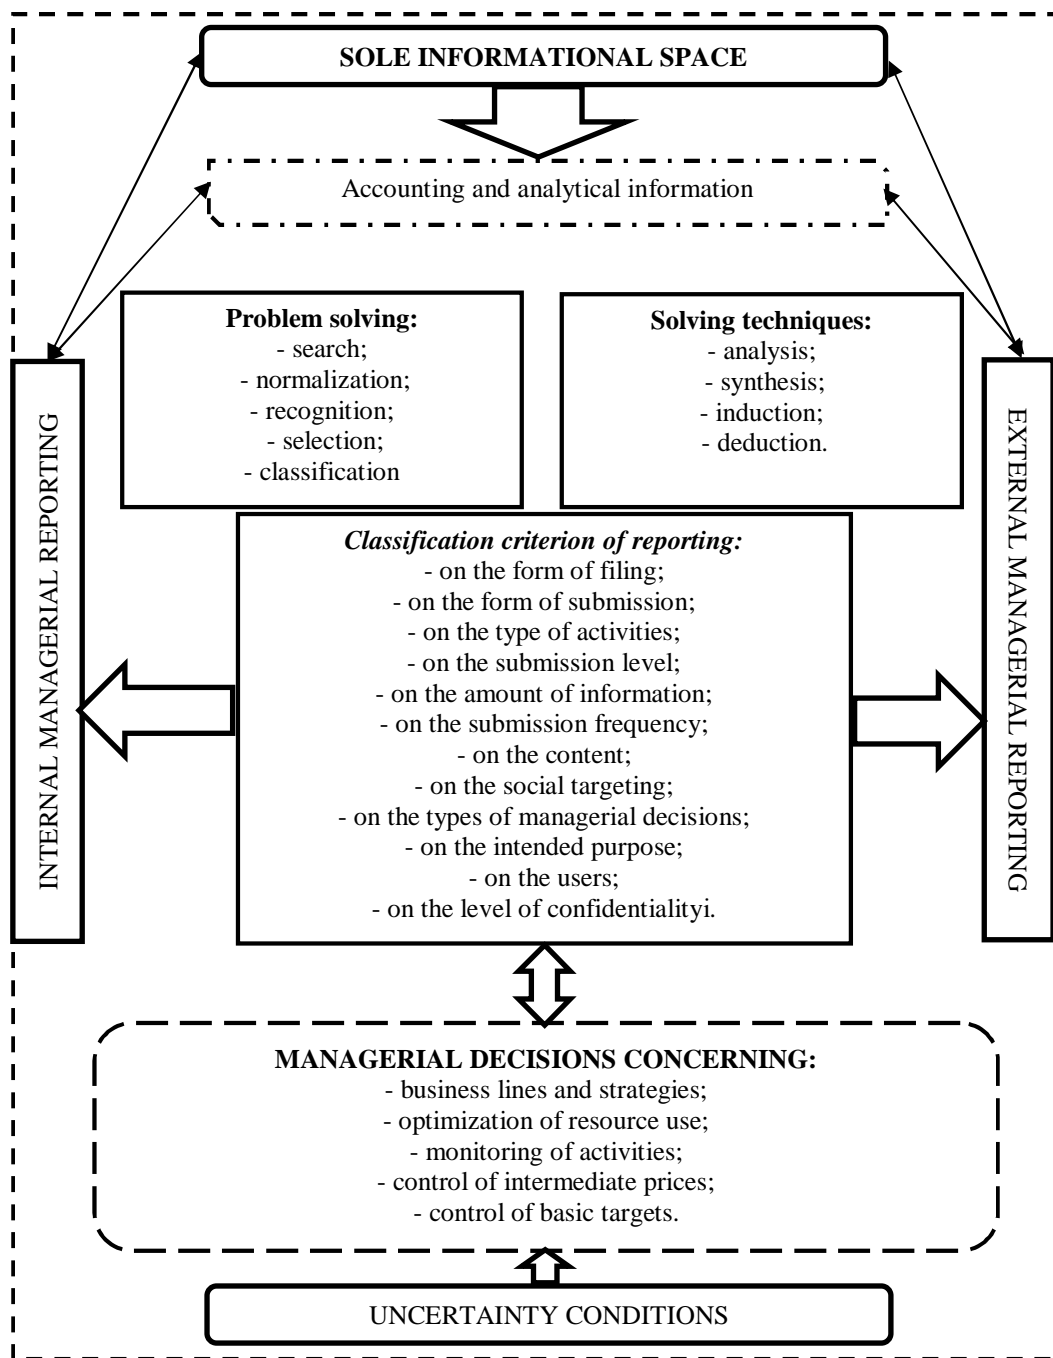 SOLE INFORMATIONAL SPACE
Accounting and analytical information
Problem solving:
- search;
- normalization;
- recognition;
- selection;
- classification
Solving techniques:
- analysis;
- synthesis;
- induction;
- deduction.
INTERNAL MANAGERIAL REPORTING
Classification criterion of reporting:
- on the form of filing;
- on the form of submission;
- on the type of activities;
- on the submission level;
- on the amount of information;
- on the submission frequency;
- on the content;
- on the social targeting;
- on the types of managerial decisions;
- on the intended purpose;
- on the users;
- on the level of confidentialityi.
EXTERNAL MANAGERIAL REPORTING
MANAGERIAL DECISIONS CONCERNING:
- business lines and strategies;
- optimization of resource use;
- monitoring of activities;
- control of intermediate prices;
- control of basic targets.
UNCERTAINTY CONDITIONS